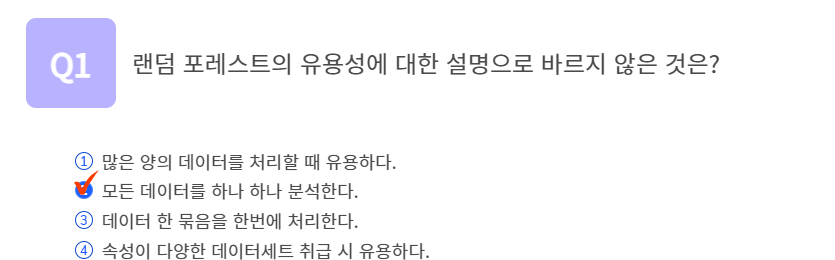 Q1
랜덤 포레스트의 유용성에 대한 설명으로 바르지 않은 것은?
① 많은 양의 데이터를 처리할 때 유용하다.
모든 데이터를 하나 하나 분석한다.
③ 데이터 한 묶음을 한번에 처리한다.
④ 속성이 다양한 데이터세트 취급 시 유용하다.